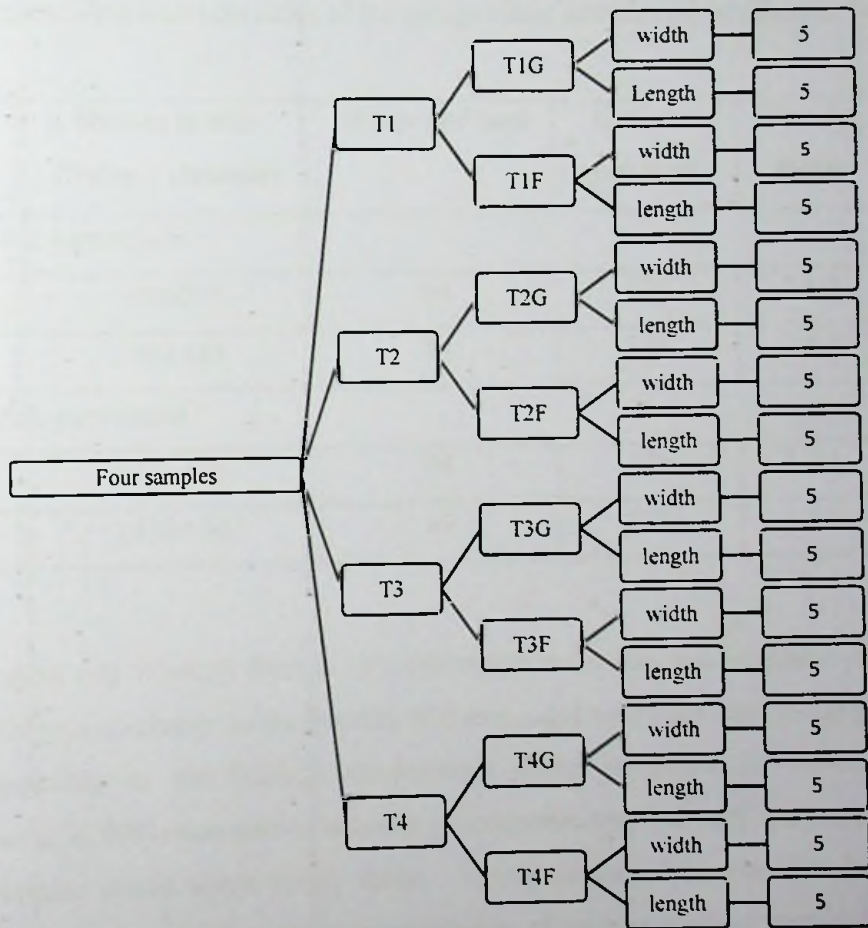 Four samples
T1
T1G
width 5
Length 5
T1F
width 5
length 5
T2
T2G
width 5
length 5
T2F
width 5
length 5
T3
T3G
width 5
length 5
T3F
width 5
length 5
T4
T4G
width 5
length 5
T4F
width 5
length 5